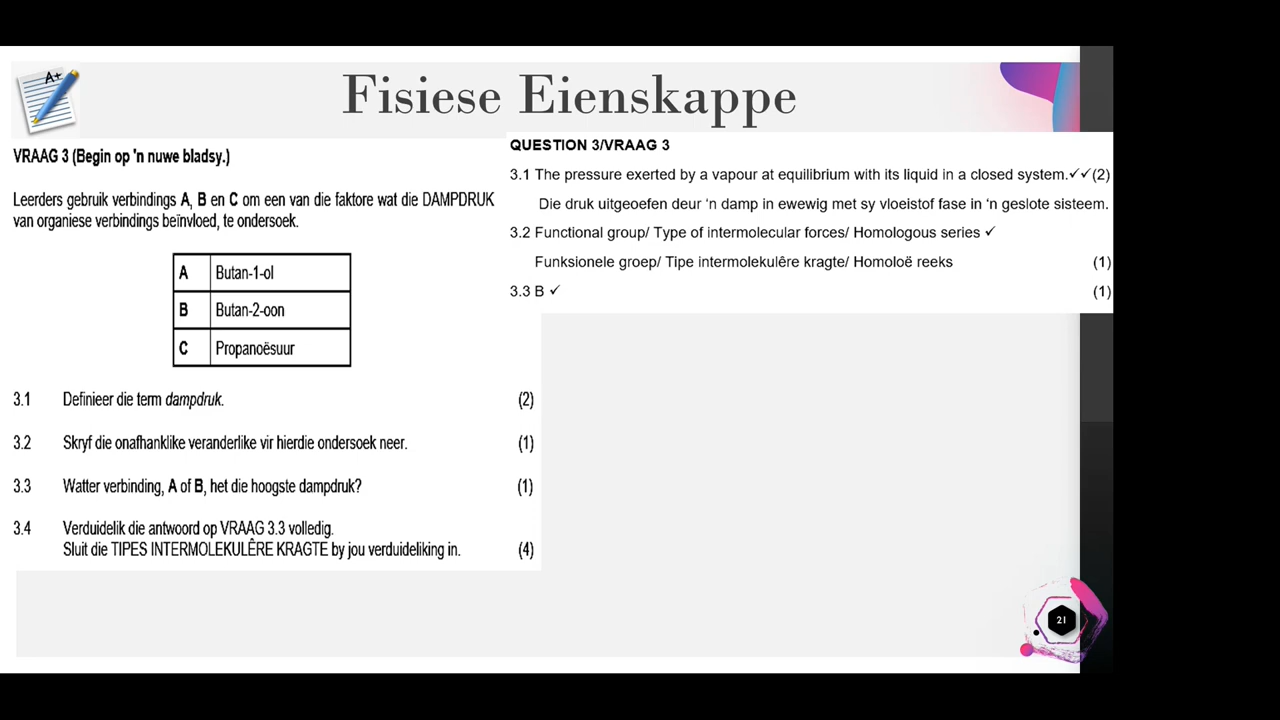 A+
Fisiese Eienskappe
VRAAG 3 (Begin op 'n nuwe bladsy.)
Leerders gebruik verbindings A, B en C om een van die faktore wat die DAMPDRUK
van organiese verbindings beïnvloed, te ondersoek.
A Butan-1-ol
B Butan-2-oon
C Propanoësuur
3.1 Definieer die term dampdruk. (2)
3.2 Skryf die onafhanklike veranderlike vir hierdie ondersoek neer. (1)
3.3 Watter verbinding, A of B, het die hoogste dampdruk? (1)
3.4 Verduidelik die antwoord op VRAAG 3.3 volledig.
Sluit die TIPES INTERMOLEKULÊRE KRAGTE by jou verduideliking in. (4)
QUESTION 3/VRAAG 3
3.1 The pressure exerted by a vapour at equilibrium with its liquid in a closed system.✓✓(2)
Die druk uitgeoefen deur ‘n damp in ewewig met sy vloeistof fase in ‘n geslote sisteem.
3.2 Functional group/ Type of intermolecular forces/ Homologous series ✓
Funksionele groep/ Tipe intermolekulêre kragte/ Homoloë reeks (1)
3.3 B ✓ (1)
21